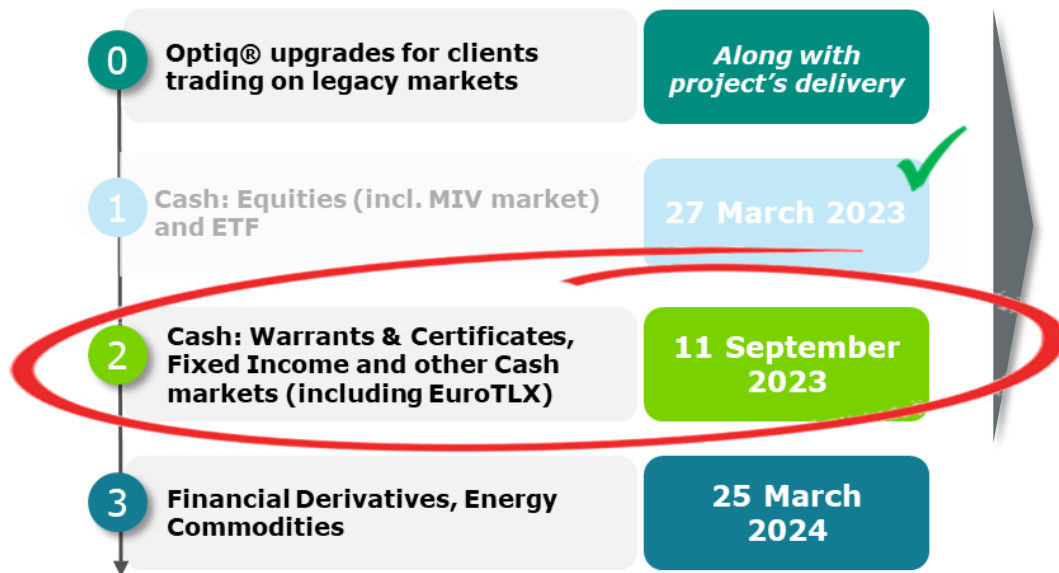 0
Optiq® upgrades for clients
trading on legacy markets
Along with
project's delivery
1
Cash: Equities (incl. MIV market)
and ETF
27 March 2023
2
Cash: Warrants & Certificates,
Fixed Income and other Cash
markets (including EuroTLX)
11 September
2023
3
Financial Derivatives, Energy
Commodities
25 March
2024